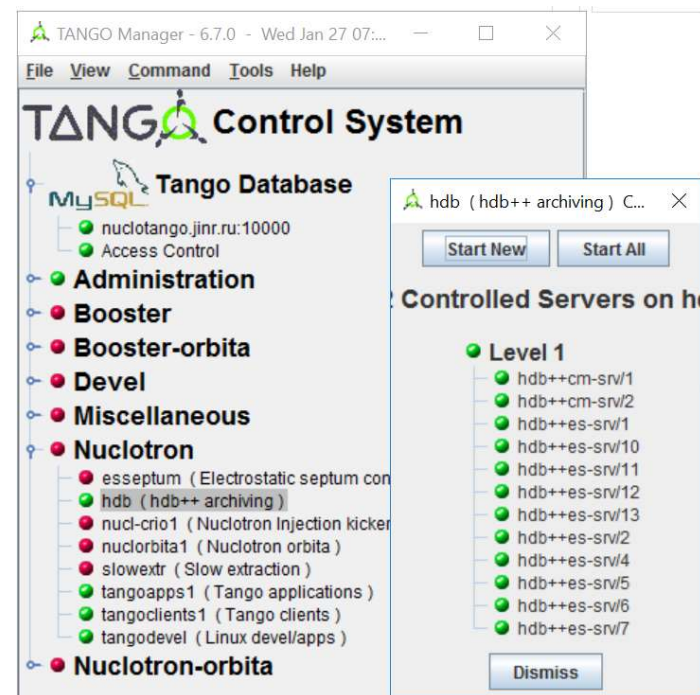 TANGO Manager - 6.7.0 - Wed Jan 27 07:...
File View Command Tools Help
TANGO Control System
MySQL Tango Database
nuclotango.jinr.ru:10000
Access Control
Administration
Booster
Booster-orbita
Devel
Miscellaneous
Nuclotron
esseptum ( Electrostatic septum con
hdb ( hdb++ archiving )
nucl-crio1 ( Nuclotron Injection kicker
nuclorbita1 ( Nuclotron orbita )
slowextr ( Slow extraction )
tangoapps1 ( Tango applications )
tangoclients1 ( Tango clients )
tangodevel ( Linux devel/apps )
Nuclotron-orbita
hdb ( hdb++ archiving ) C...
Start New Start All
2 Controlled Servers on h
Level 1
hdb++cm-srv/1
hdb++cm-srv/2
hdb++es-srv/1
hdb++es-srv/10
hdb++es-srv/11
hdb++es-srv/12
hdb++es-srv/13
hdb++es-srv/2
hdb++es-srv/4
hdb++es-srv/5
hdb++es-srv/6
hdb++es-srv/7
Dismiss